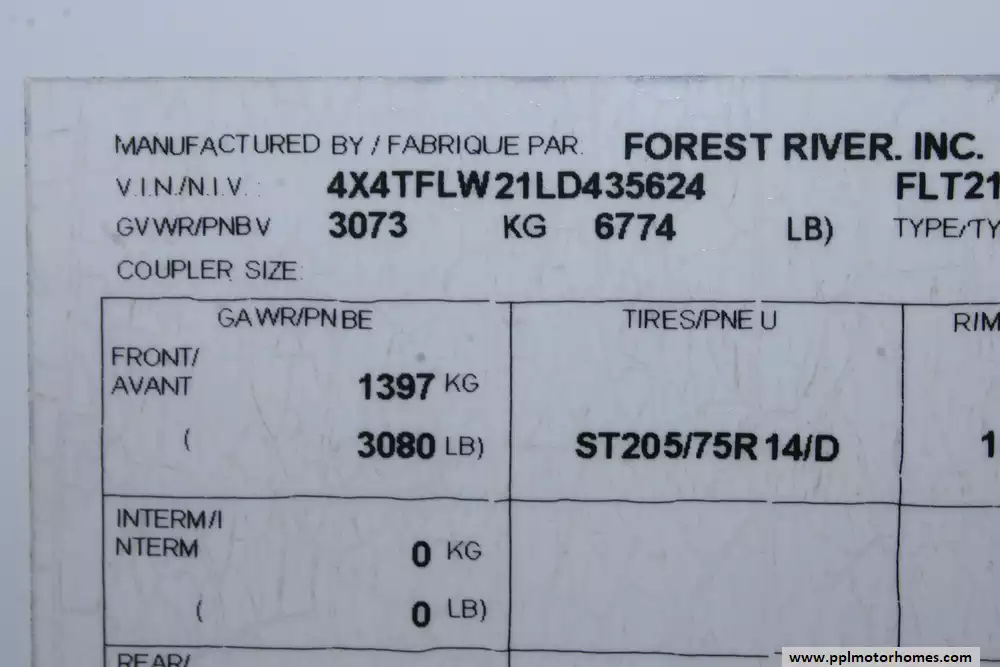 MANUFACTURED BY / FABRIQUE PAR. FOREST RIVER. INC.
V.I.N./N.I.V. : 4X4TFLW21LD435624 FLT21
GVWR/PNBV 3073 KG 6774 LB) TYPE/TY
COUPLER SIZE:
GAWR/PNBE TIRES/PNEU RIM
FRONT/
AVANT 1397 KG
( 3080 LB) ST205/75R14/D 1
INTERM/I
NTERM 0 KG
( 0 LB)
REAR/
www.pplmotorhomes.com